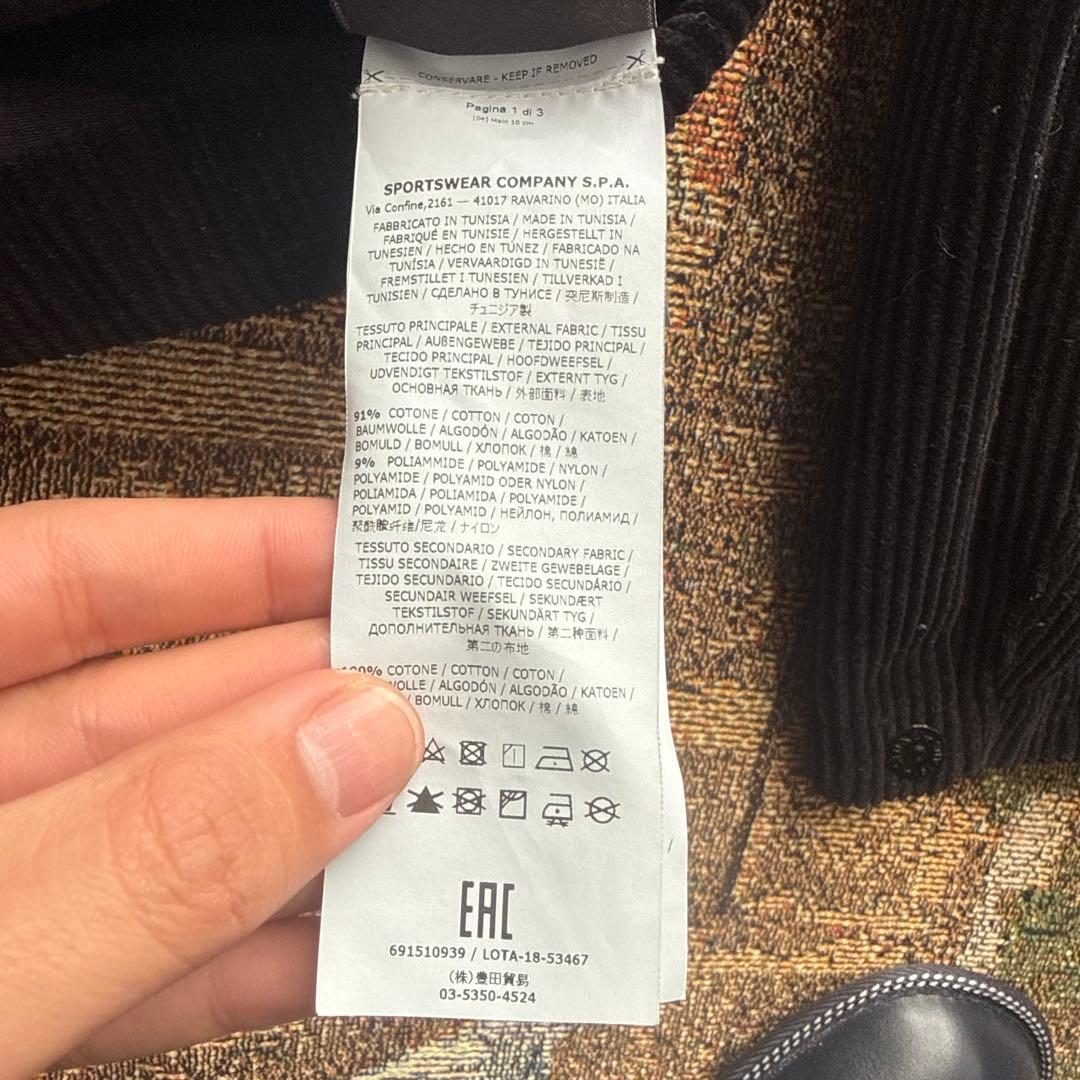 CONSERVARE - KEEP IF REMOVED
Pagina 1 di 3
(04) Main 10 cm
SPORTSWEAR COMPANY S.P.A.
Via Confine,2161 — 41017 RAVARINO (MO) ITALIA
FABBRICATO IN TUNISIA / MADE IN TUNISIA /
FABRIQUÉ EN TUNISIE / HERGESTELLT IN
TUNESIEN / HECHO EN TÚNEZ / FABRICADO NA
TUNÍSIA / VERVAARDIGD IN TUNESIË /
FREMSTILLET I TUNESIEN / TILLVERKAD I
TUNISIEN / СДЕЛАНО В ТУНИСЕ / 突尼斯制造 /
チュニジア製
TESSUTO PRINCIPALE / EXTERNAL FABRIC / TISSU
PRINCIPAL / AUßENGEWEBE / TEJIDO PRINCIPAL /
TECIDO PRINCIPAL / HOOFDWEEFSEL /
UDVENDIGT TEKSTILSTOF / EXTERNT TYG /
ОСНОВНАЯ ТКАНЬ / 外部面料 / 表地
91% COTONE / COTTON / COTON /
BAUMWOLLE / ALGODÓN / ALGODÃO / KATOEN /
BOMULD / BOMULL / ХЛОПОК / 棉 / 綿
9% POLIAMMIDE / POLYAMIDE / NYLON /
POLYAMIDE / POLYAMID ODER NYLON /
POLIAMIDA / POLIAMIDA / POLYAMIDE /
POLYAMID / POLYAMID / НЕЙЛОН, ПОЛИАМИД /
聚酰胺纤维/尼龙 / ナイロン
TESSUTO SECONDARIO / SECONDARY FABRIC /
TISSU SECONDAIRE / ZWEITE GEWEBELAGE /
TEJIDO SECUNDARIO / TECIDO SECUNDÁRIO /
SECUNDAIR WEEFSEL / SEKUNDÆRT
TEKSTILSTOF / SEKUNDÄRT TYG /
ДОПОЛНИТЕЛЬНАЯ ТКАНЬ / 第二种面料 /
第二の布地
100% COTONE / COTTON / COTON /
/ ALGODÓN / ALGODÃO / KATOEN /
/ BOMULL / ХЛОПОК / 棉 / 綿
EAC
691510939 / LOTA-18-53467
(株)豊田貿易
03-5350-4524